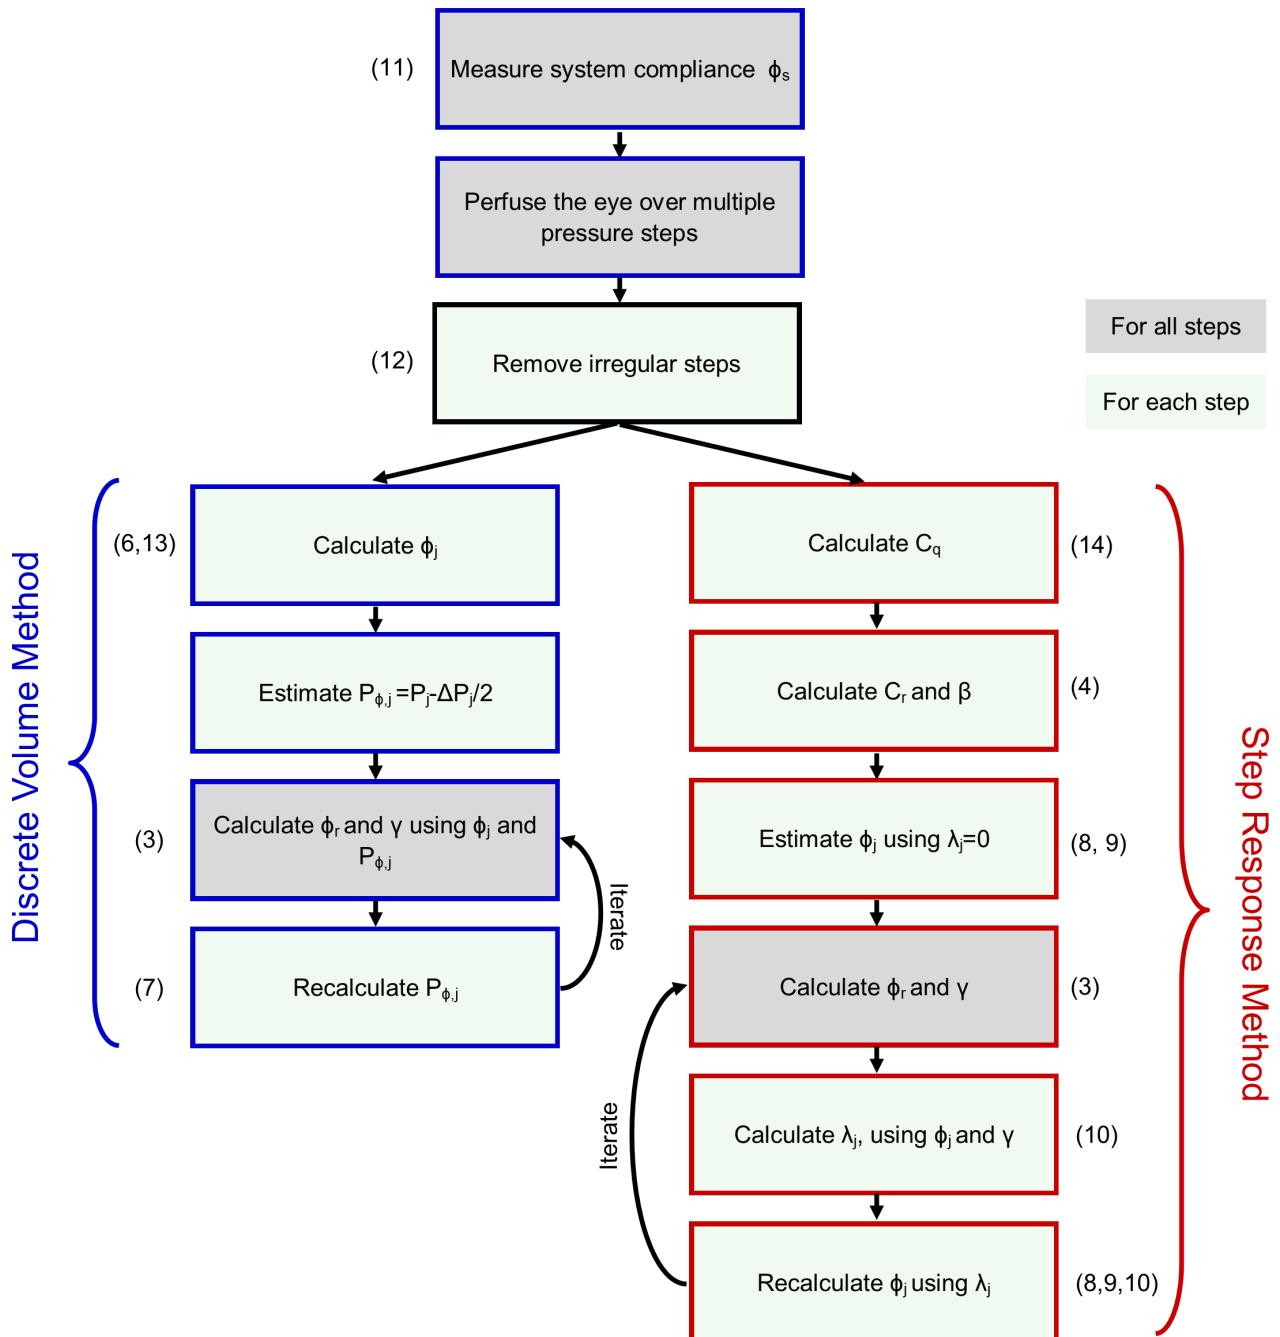 (11)
Measure system compliance ϕₛ
Perfuse the eye over multiple
pressure steps
(12)
Remove irregular steps
For all steps
For each step
Discrete Volume Method
(6,13)
Calculate ϕⱼ
Estimate P_ϕ,ⱼ =Pⱼ-ΔPⱼ/2
(3)
Calculate ϕᵣ and γ using ϕⱼ and
P_ϕ,ⱼ
Iterate
(7)
Recalculate P_ϕ,ⱼ
Calculate C_q
(14)
Calculate Cᵣ and β
(4)
Estimate ϕⱼ using λⱼ=0
(8, 9)
Calculate ϕᵣ and γ
(3)
Calculate λⱼ, using ϕⱼ and γ
(10)
Iterate
Recalculate ϕⱼ using λⱼ
(8,9,10)
Step Response Method